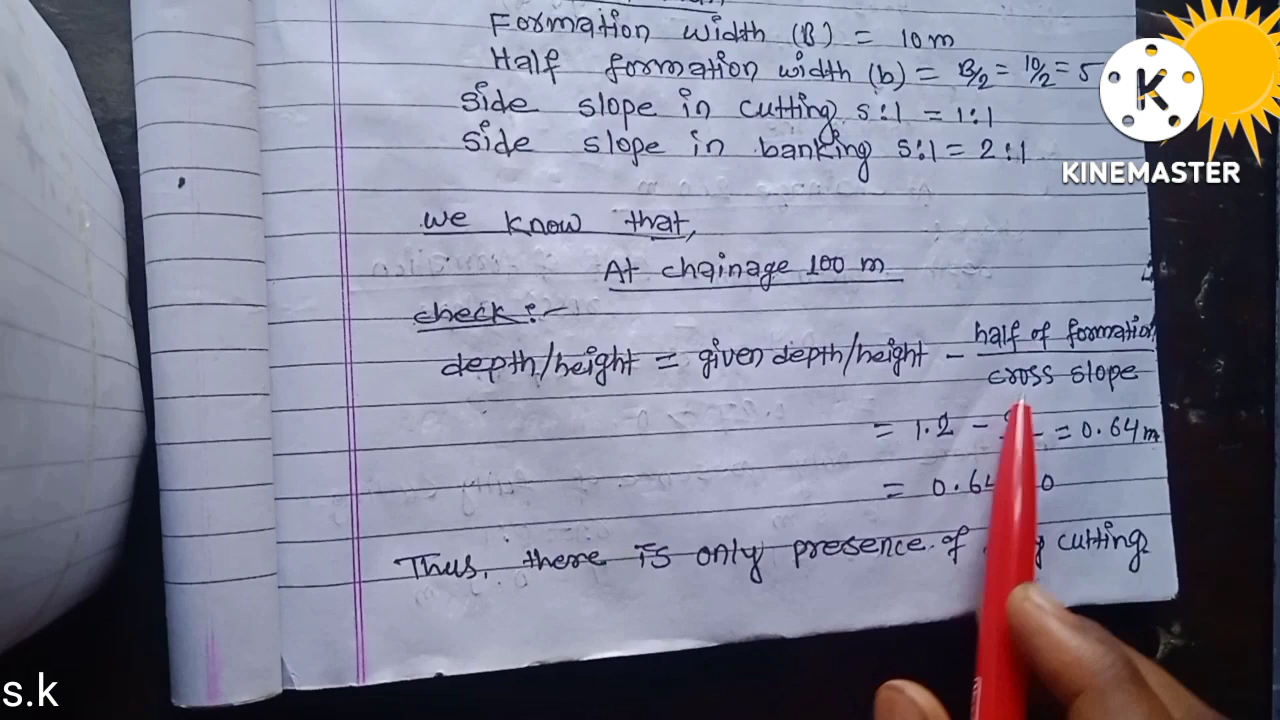 Formation width (B) = 10 m
Half formation width (b) = B/2 = 10/2 = 5
side slope in cutting s:1 = 1:1
side slope in banking s:1 = 2:1
we know that,
At chainage 100 m
check:-
depth/height = given depth/height - half of formation / cross slope
= 1.2 - = 0.64 m
= 0.6 0
Thus, there is only presence of cutting
K
KINEMASTER
s.k